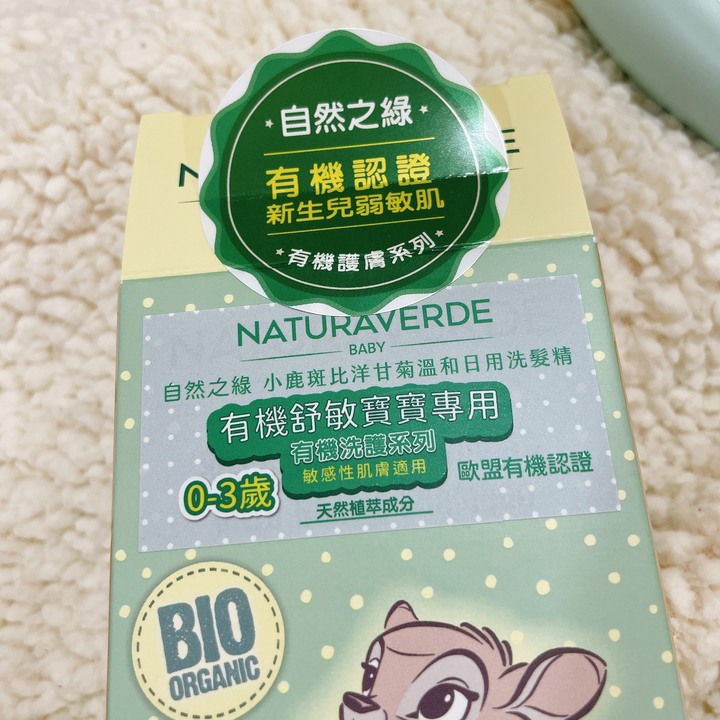 自然之綠
有機認證
新生兒弱敏肌
有機護膚系列
NATURAVERDE
BABY
自然之綠 小鹿斑比洋甘菊溫和日用洗髮精
有機舒敏寶寶專用
有機洗護系列
敏感性肌膚適用
0-3歲
歐盟有機認證
天然植萃成分
BIO
ORGANIC